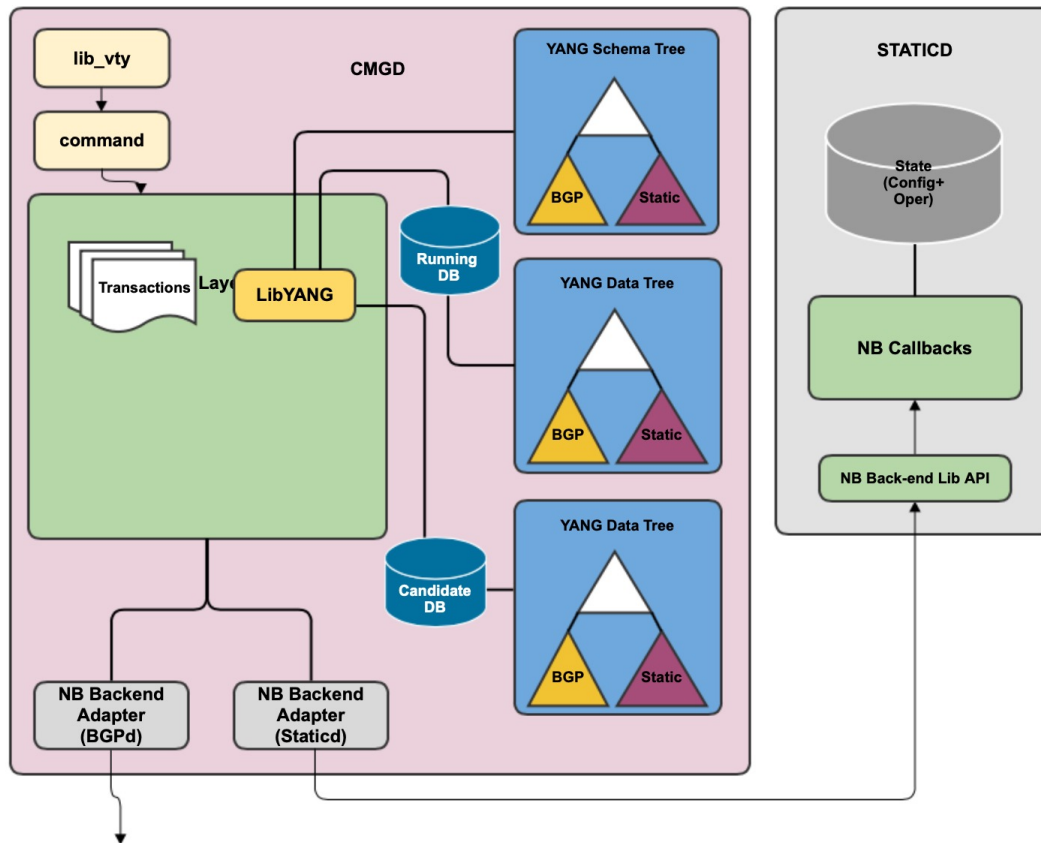 lib_vty
CMGD
command
Transactions
LibYANG
Running
DB
Candidate
DB
YANG Schema Tree
BGP
Static
YANG Data Tree
BGP
Static
YANG Data Tree
BGP
Static
NB Backend
Adapter
(BGPd)
NB Backend
Adapter
(Staticd)
STATICD
State
(Config+
Oper)
NB Callbacks
NB Back-end Lib API